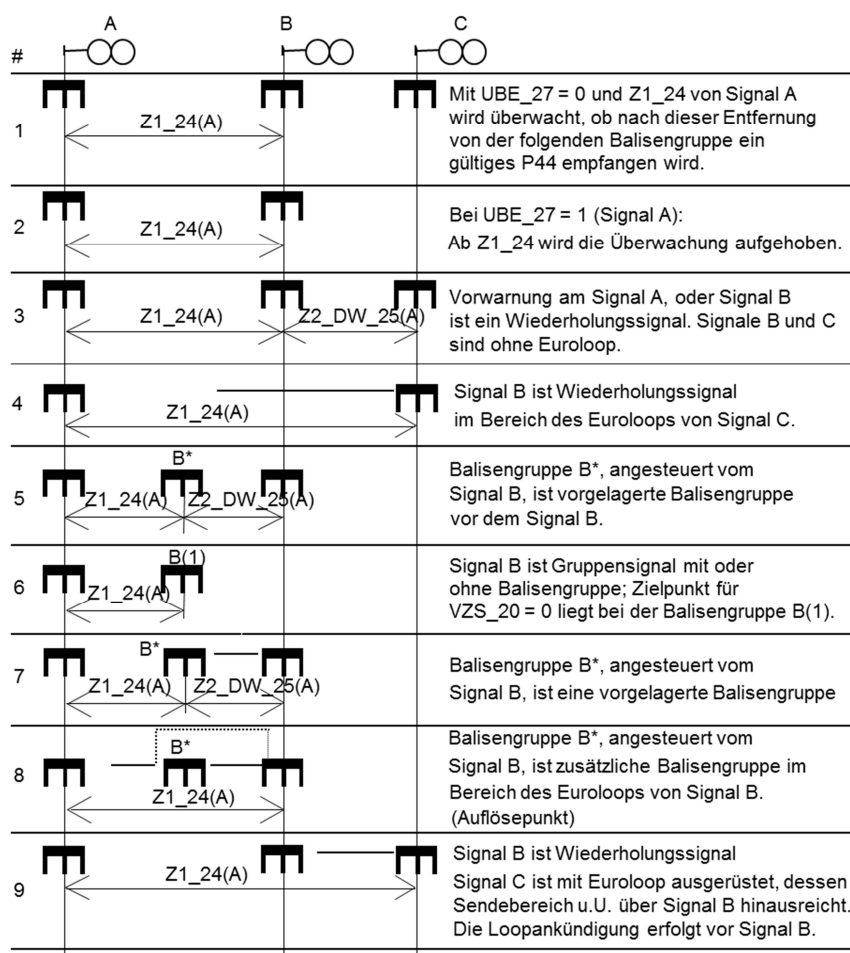 A B C
#
1
Z1_24(A)
Mit UBE_27 = 0 und Z1_24 von Signal A
wird überwacht, ob nach dieser Entfernung
von der folgenden Balisengruppe ein
gültiges P44 empfangen wird.
2
Z1_24(A)
Bei UBE_27 = 1 (Signal A):
Ab Z1_24 wird die Überwachung aufgehoben.
3
Z1_24(A) Z2_DW_25(A)
Vorwarnung am Signal A, oder Signal B
ist ein Wiederholungssignal. Signale B und C
sind ohne Euroloop.
4
Z1_24(A)
Signal B ist Wiederholungssignal
im Bereich des Euroloops von Signal C.
5
B*
Z1_24(A) Z2_DW_25(A)
Balisengruppe B*, angesteuert vom
Signal B, ist vorgelagerte Balisengruppe
vor dem Signal B.
6
B(1)
Z1_24(A)
Signal B ist Gruppensignal mit oder
ohne Balisengruppe; Zielpunkt für
VZS_20 = 0 liegt bei der Balisengruppe B(1).
7
B*
Z1_24(A) Z2_DW_25(A)
Balisengruppe B*, angesteuert vom
Signal B, ist eine vorgelagerte Balisengruppe
8
B*
Z1_24(A)
Balisengruppe B*, angesteuert vom
Signal B, ist zusätzliche Balisengruppe im
Bereich des Euroloops von Signal B.
(Auflösepunkt)
9
Z1_24(A)
Signal B ist Wiederholungssignal
Signal C ist mit Euroloop ausgerüstet, dessen
Sendebereich u.U. über Signal B hinausreicht.
Die Loopankündigung erfolgt vor Signal B.